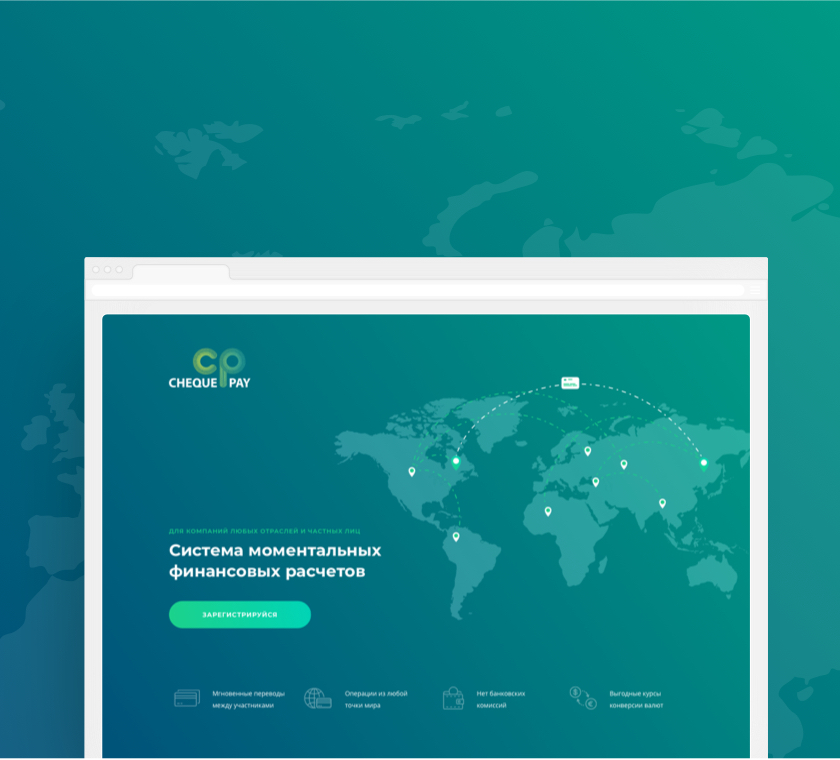 cp
CHEQUE PAY
ДЛЯ КОМПАНИЙ ЛЮБЫХ ОТРАСЛЕЙ И ЧАСТНЫХ ЛИЦ
Система моментальных
финансовых расчетов
ЗАРЕГИСТРИРУЙСЯ
Мгновенные переводы
между участниками
Операции из любой
точки мира
Нет банковских
комиссий
Выгодные курсы
конверсии валют